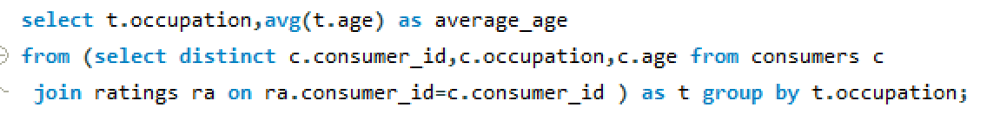 select t.occupation,avg(t.age) as average_age
from (select distinct c.consumer_id,c.occupation,c.age from consumers c
join ratings ra on ra.consumer_id=c.consumer_id ) as t group by t.occupation;